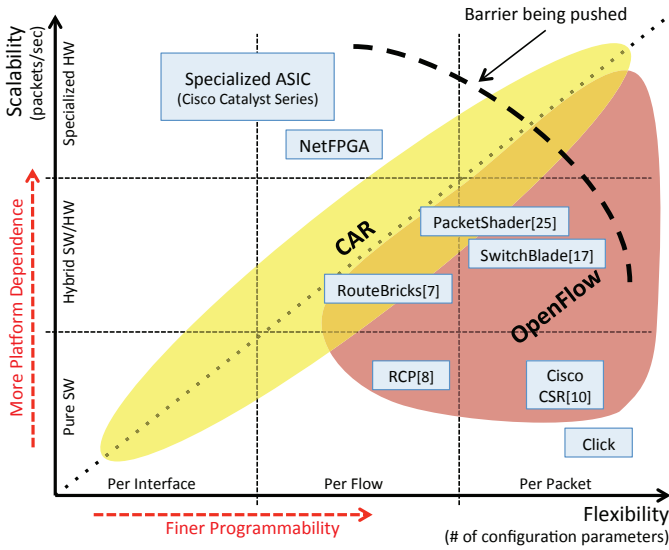 Barrier being pushed
Scalability
(packets/sec)
Specialized HW
Specialized ASIC
(Cisco Catalyst Series)
NetFPGA
More Platform Dependence
Hybrid SW/HW
CAR
PacketShader[25]
SwitchBlade[17]
RouteBricks[7]
OpenFlow
Pure SW
RCP[8]
Cisco
CSR[10]
Click
Per Interface
Per Flow
Per Packet
Finer Programmability
Flexibility
(# of configuration parameters)